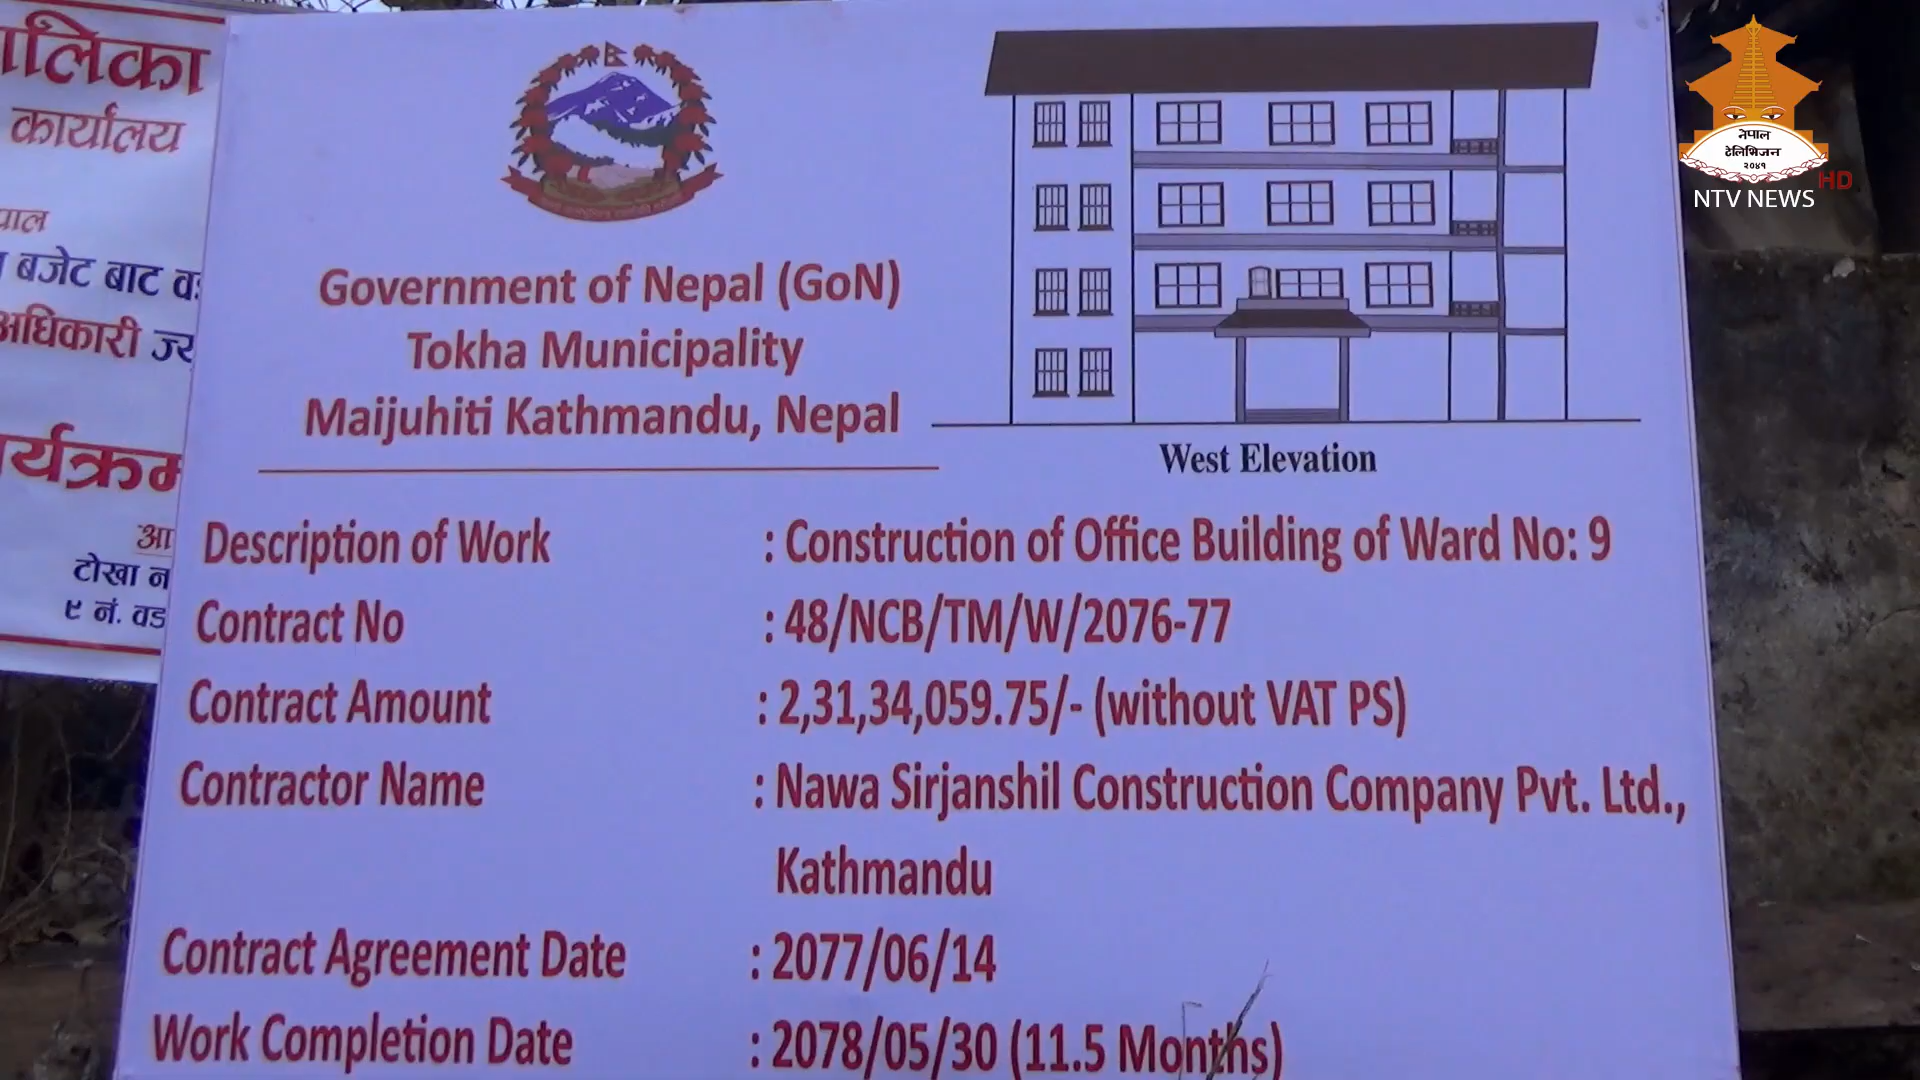 कार्यालय
बजेट बाट
अधिकारी
टोखा
९ नं.
Government of Nepal (GoN)
Tokha Municipality
Maijuhiti Kathmandu, Nepal
West Elevation
Description of Work : Construction of Office Building of Ward No: 9
Contract No : 48/NCB/TM/W/2076-77
Contract Amount : 2,31,34,059.75/- (without VAT PS)
Contractor Name : Nawa Sirjanshil Construction Company Pvt. Ltd.,
Kathmandu
Contract Agreement Date : 2077/06/14
Work Completion Date : 2078/05/30 (11.5 Months)
नेपाल
टेलिभिजन
२०४१
HD
NTV NEWS